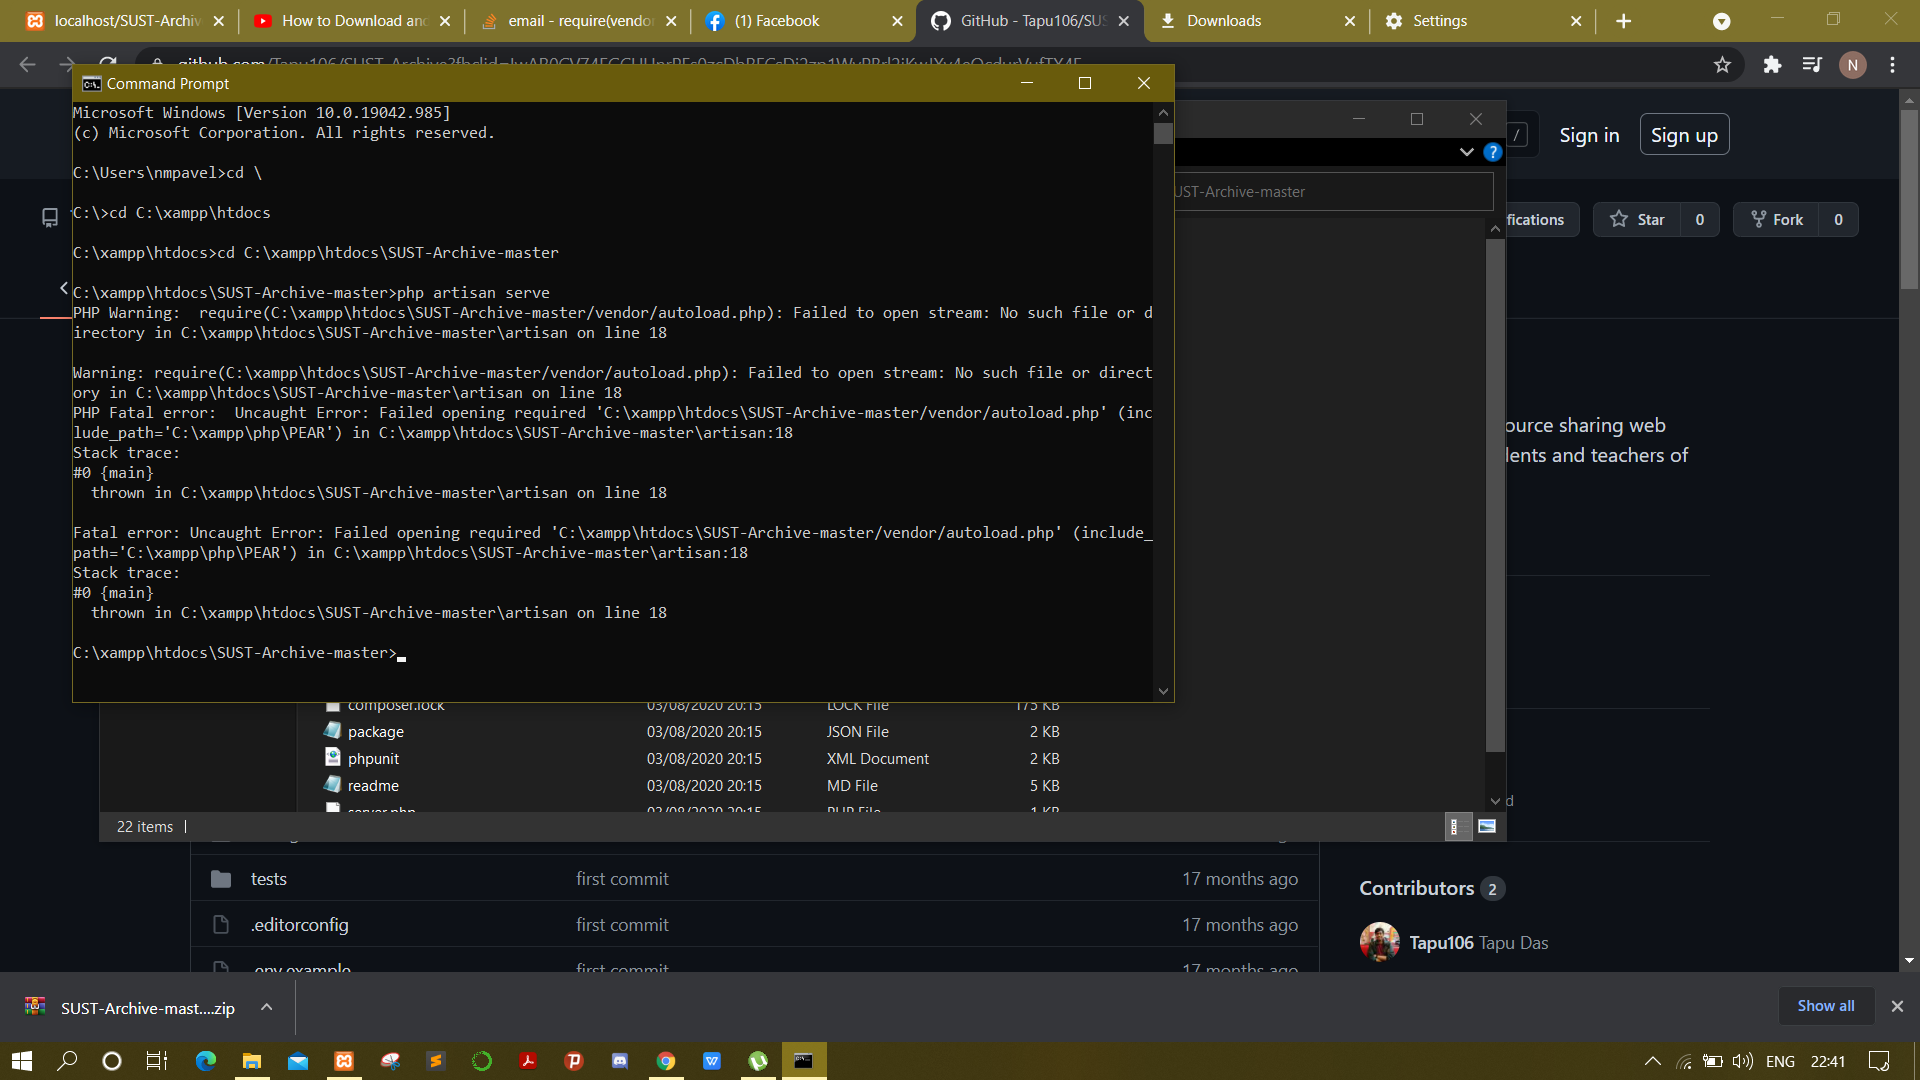 localhost/SUST-Archiv
How to Download and
email - require(vendor
(1) Facebook
GitHub - Tapu106/SUS
Downloads
Settings
N
Command Prompt
Microsoft Windows [Version 10.0.19042.985]
(c) Microsoft Corporation. All rights reserved.
C:\Users\nmpavel>cd \
C:\>cd C:\xampp\htdocs
C:\xampp\htdocs>cd C:\xampp\htdocs\SUST-Archive-master
C:\xampp\htdocs\SUST-Archive-master>php artisan serve
PHP Warning:  require(C:\xampp\htdocs\SUST-Archive-master/vendor/autoload.php): Failed to open stream: No such file or d
irectory in C:\xampp\htdocs\SUST-Archive-master\artisan on line 18
Warning: require(C:\xampp\htdocs\SUST-Archive-master/vendor/autoload.php): Failed to open stream: No such file or direct
ory in C:\xampp\htdocs\SUST-Archive-master\artisan on line 18
PHP Fatal error:  Uncaught Error: Failed opening required 'C:\xampp\htdocs\SUST-Archive-master/vendor/autoload.php' (inc
lude_path='C:\xampp\php\PEAR') in C:\xampp\htdocs\SUST-Archive-master\artisan:18
Stack trace:
#0 {main}
  thrown in C:\xampp\htdocs\SUST-Archive-master\artisan on line 18
Fatal error: Uncaught Error: Failed opening required 'C:\xampp\htdocs\SUST-Archive-master/vendor/autoload.php' (include_
path='C:\xampp\php\PEAR') in C:\xampp\htdocs\SUST-Archive-master\artisan:18
Stack trace:
#0 {main}
  thrown in C:\xampp\htdocs\SUST-Archive-master\artisan on line 18
C:\xampp\htdocs\SUST-Archive-master>
/
Sign in
Sign up
UST-Archive-master
fications
Star 0
Fork 0
ource sharing web
lents and teachers of
composer.lock 03/08/2020 20:15 LOCK File 175 KB
package 03/08/2020 20:15 JSON File 2 KB
phpunit 03/08/2020 20:15 XML Document 2 KB
readme 03/08/2020 20:15 MD File 5 KB
server.php 03/08/2020 20:15 PHP File 1 KB
22 items
d
tests first commit 17 months ago
.editorconfig first commit 17 months ago
.env.example first commit 17 months ago
Contributors 2
Tapu106 Tapu Das
SUST-Archive-mast....zip
Show all
ENG
22:41